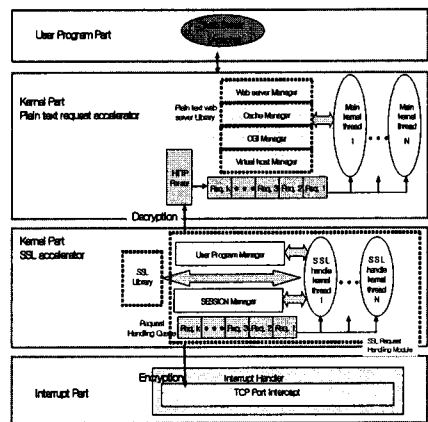 User Program Part
Kernel Part
Plain text request accelerator
Plain text web
server Library
Web server Manager
Cache Manager
CGI Manager
Virtual host Manager
Main
kernel
thread
1
Main
kernel
thread
N
HTTP
Parser
Req. k
Req. 3
Req. 2
Req. 1
Decryption
Kernel Part
SSL accelerator
SSL
Library
User Program Manager
SESSION Manager
SSL
handle
kernel
thread
1
SSL
handle
kernel
thread
N
Request
Handling Queue
Req. k
Req. 3
Req. 2
Req. 1
SSL Request
Handling Module
Encryption
Interrupt Part
Interrupt Handler
TCP Port Intercept